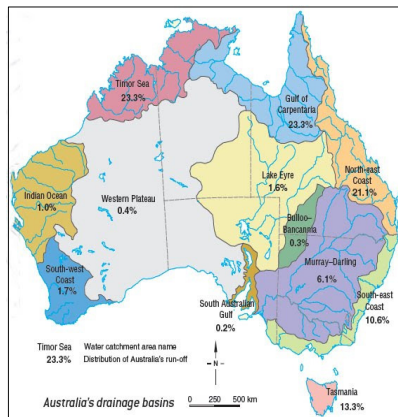 Timor Sea
23.3%
Gulf of
Carpentaria
23.3%
North-east
Coast
21.1%
Lake Eyre
1.6%
Indian Ocean
1.0%
Western Plateau
0.4%
Bulloo–
Bancannia
0.3%
Murray–Darling
6.1%
South-west
Coast
1.7%
South Australian
Gulf
0.2%
South-east
Coast
10.6%
Timor Sea Water catchment area name
23.3% Distribution of Australia's run-off
N
Tasmania
13.3%
Australia's drainage basins
0 250 500 km